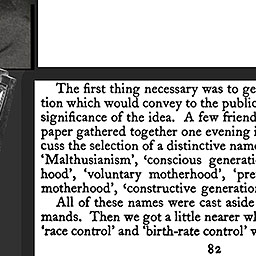 The first thing necessary was to ge
tion which would convey to the public
significance of the idea. A few friend
paper gathered together one evening i
cuss the selection of a distinctive name
'Malthusianism', 'conscious generati
hood', 'voluntary motherhood', 'pre
motherhood', 'constructive generation
All of these names were cast aside
mands. Then we got a little nearer wh
'race control' and 'birth-rate control' w
82